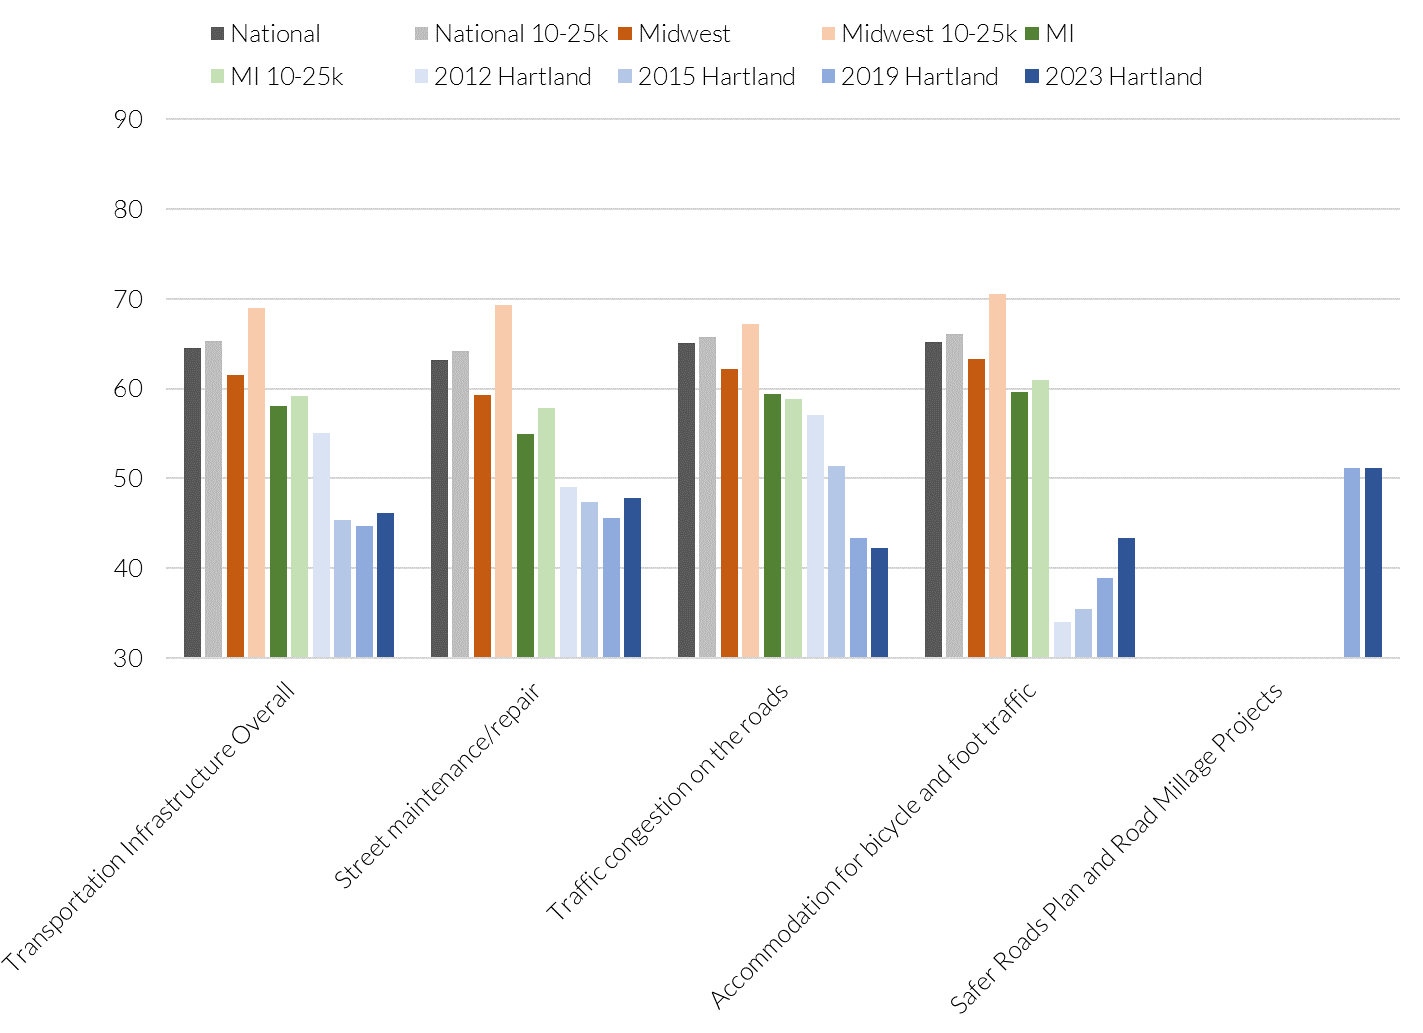 National National 10-25k Midwest Midwest 10-25k MI
MI 10-25k 2012 Hartland 2015 Hartland 2019 Hartland 2023 Hartland
90
80
70
60
50
40
30
Transportation Infrastructure Overall
Street maintenance/repair
Traffic congestion on the roads
Accommodation for bicycle and foot traffic
Safer Roads Plan and Road Millage Projects